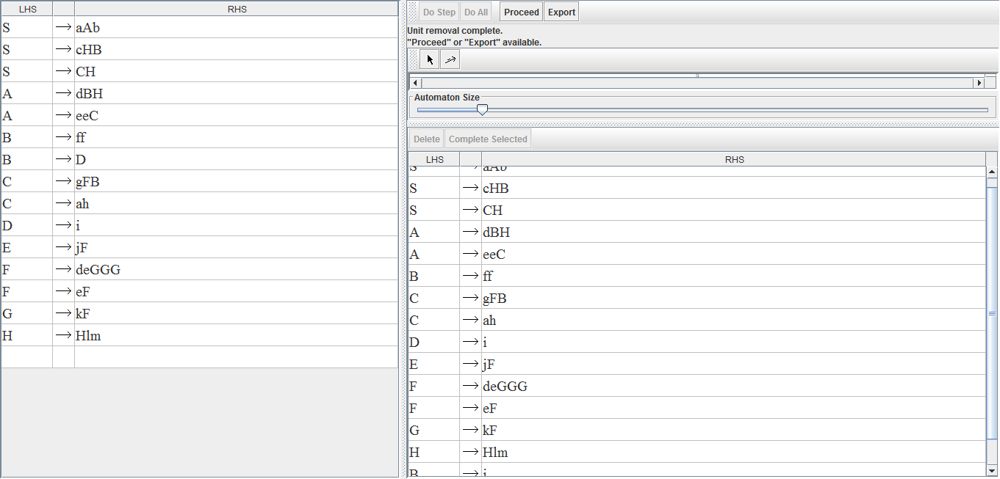 LHS RHS
S → aAb
S → cHB
S → CH
A → dBH
A → eeC
B → ff
B → D
C → gFB
C → ah
D → i
E → jF
F → deGGG
F → eF
G → kF
H → Hlm
Do Step Do All Proceed Export
Unit removal complete.
"Proceed" or "Export" available.
Automaton Size
Delete Complete Selected
LHS RHS
S → aAb
S → cHB
S → CH
A → dBH
A → eeC
B → ff
C → gFB
C → ah
D → i
E → jF
F → deGGG
F → eF
G → kF
H → Hlm
B → i